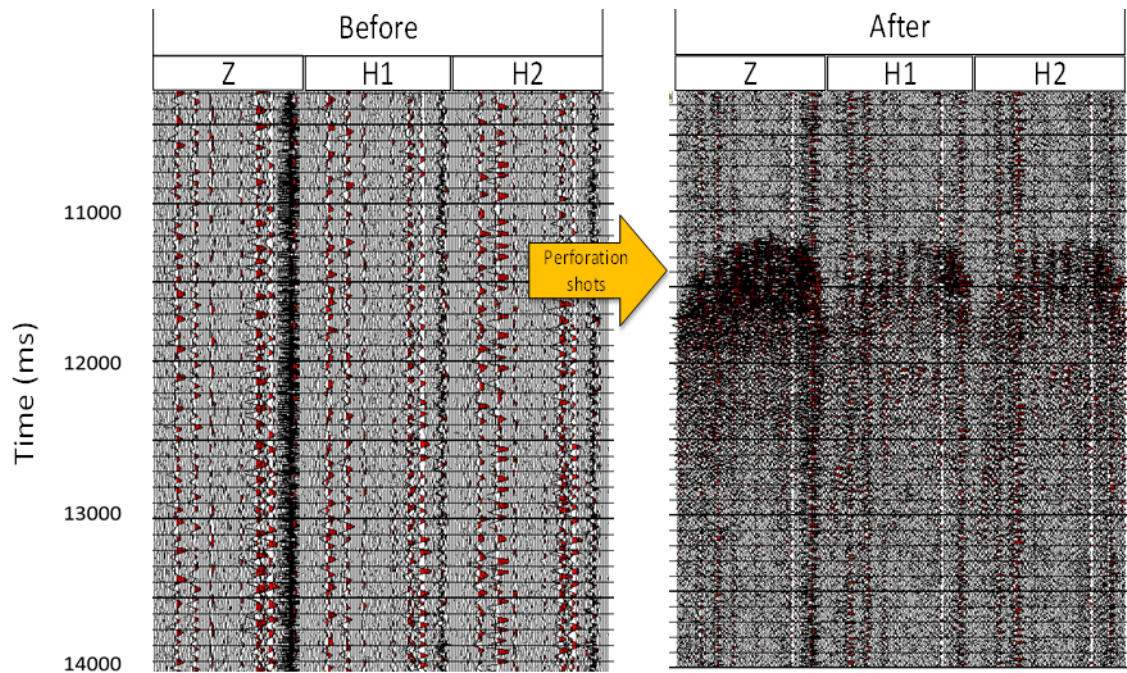 Before
After
Z
H1
H2
Z
H1
H2
11000
Perforation
shots
12000
Time (ms)
13000
14000